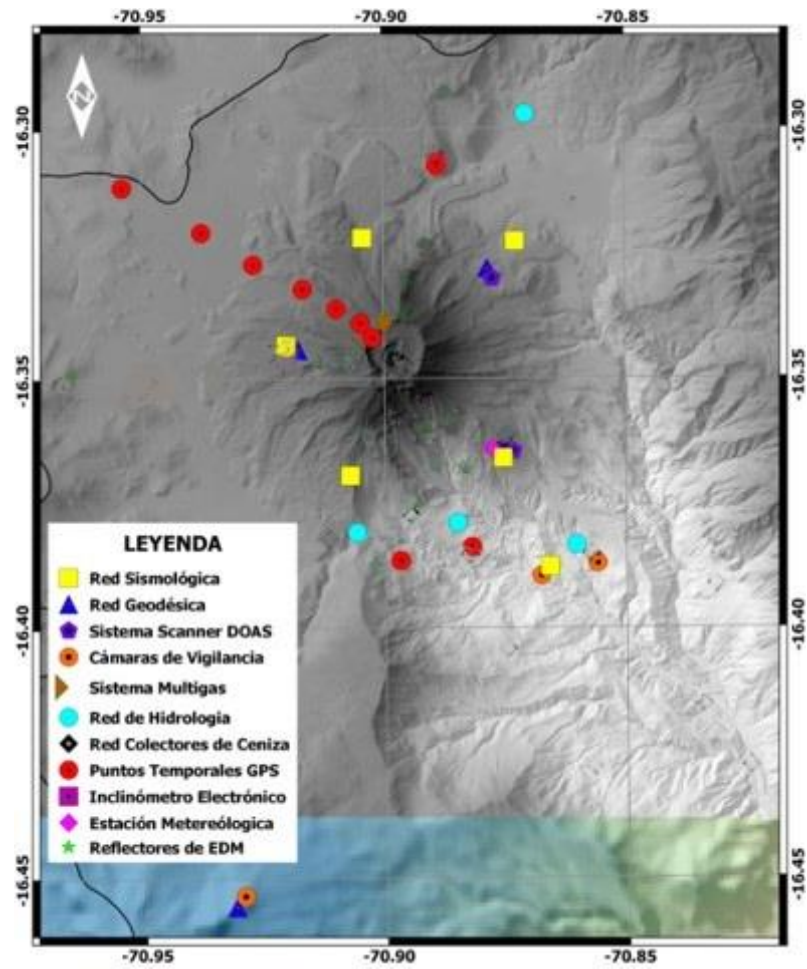 -70.95 -70.90 -70.85
-16.30 -16.30
-16.35 -16.35
LEYENDA
Red Sismológica
Red Geodésica
Sistema Scanner DOAS
Cámaras de Vigilancia
Sistema Multigas
Red de Hidrologia
Red Colectores de Ceniza
Puntos Temporales GPS
Inclinómetro Electrónico
Estación Metereólogica
Reflectores de EDM
-16.40 -16.40
-16.45 -16.45
-70.95 -70.90 -70.85